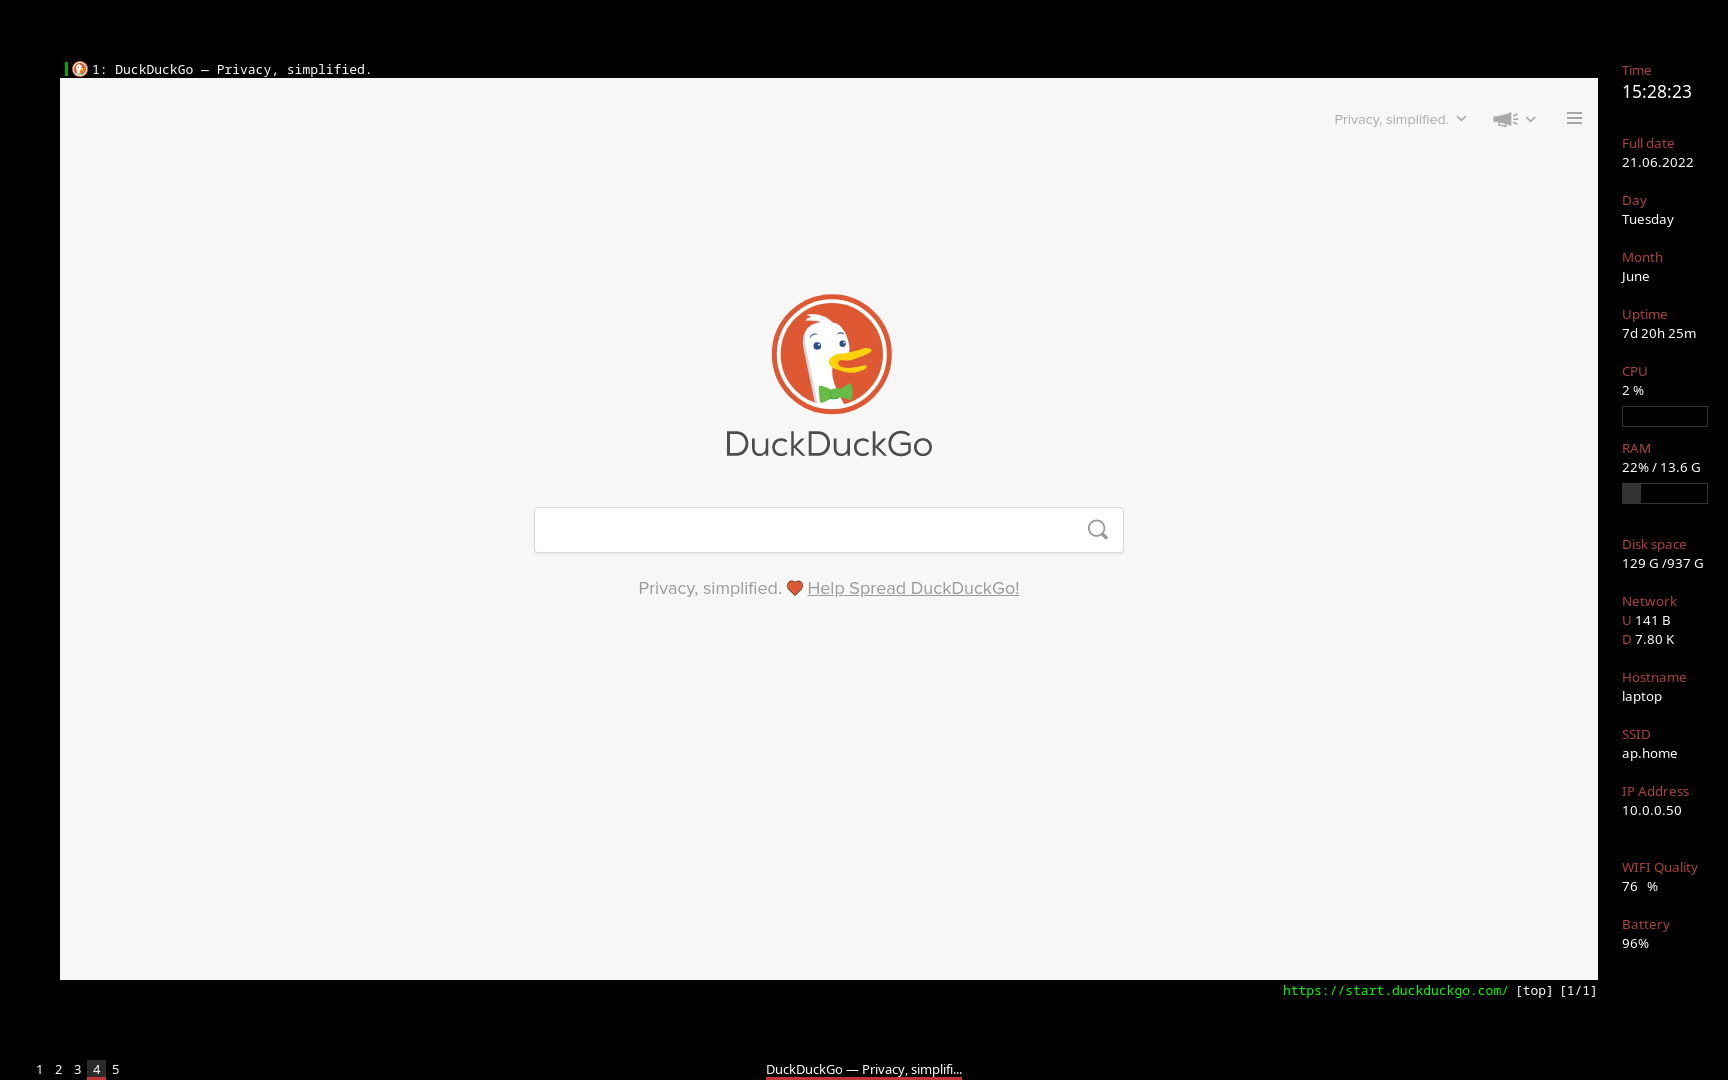 1: DuckDuckGo — Privacy, simplified.
Privacy, simplified.
DuckDuckGo
Privacy, simplified. Help Spread DuckDuckGo!
https://start.duckduckgo.com/ [top] [1/1]
Time
15:28:23
Full date
21.06.2022
Day
Tuesday
Month
June
Uptime
7d 20h 25m
CPU
2 %
RAM
22% / 13.6 G
Disk space
129 G /937 G
Network
U 141 B
D 7.80 K
Hostname
laptop
SSID
ap.home
IP Address
10.0.0.50
WIFI Quality
76 %
Battery
96%
1 2 3 4 5
DuckDuckGo — Privacy, simplifi...